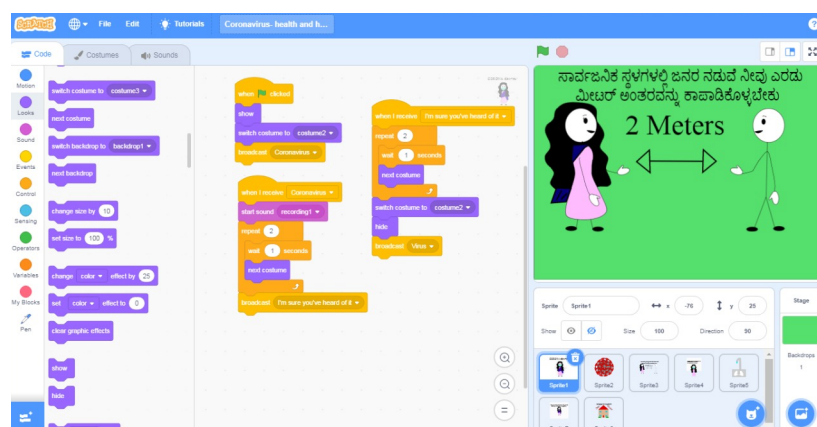 SCRATCH
File
Edit
Tutorials
Coronavirus- health and h...
Code
Costumes
Sounds
Motion
Looks
Sound
Events
Control
Sensing
Operators
Variables
My Blocks
Pen
switch costume to costume3
next costume
switch backdrop to backdrop1
next backdrop
change size by 10
set size to 100 %
change color effect by 25
set color effect to 0
clear graphic effects
show
hide
when clicked
show
switch costume to costume2
broadcast Coronavirus
when I receive Coronavirus
start sound recording1
repeat 2
wait 1 seconds
next costume
broadcast I'm sure you've heard of it
when I receive I'm sure you've heard of it
repeat 2
wait 1 seconds
next costume
switch costume to costume2
hide
broadcast Virus
ಸಾರ್ವಜನಿಕ ಸ್ಥಳಗಳಲ್ಲಿ ಜನರ ನಡುವೆ ನೀವು ಎರಡು
ಮೀಟರ್ ಅಂತರವನ್ನು ಕಾಪಾಡಿಕೊಳ್ಳಬೇಕು
2 Meters
Sprite Sprite1 x -76 y 25
Show Size 100 Direction 90
Sprite1
Sprite2
Sprite3
Sprite4
Sprite5
Stage
Backdrops
1